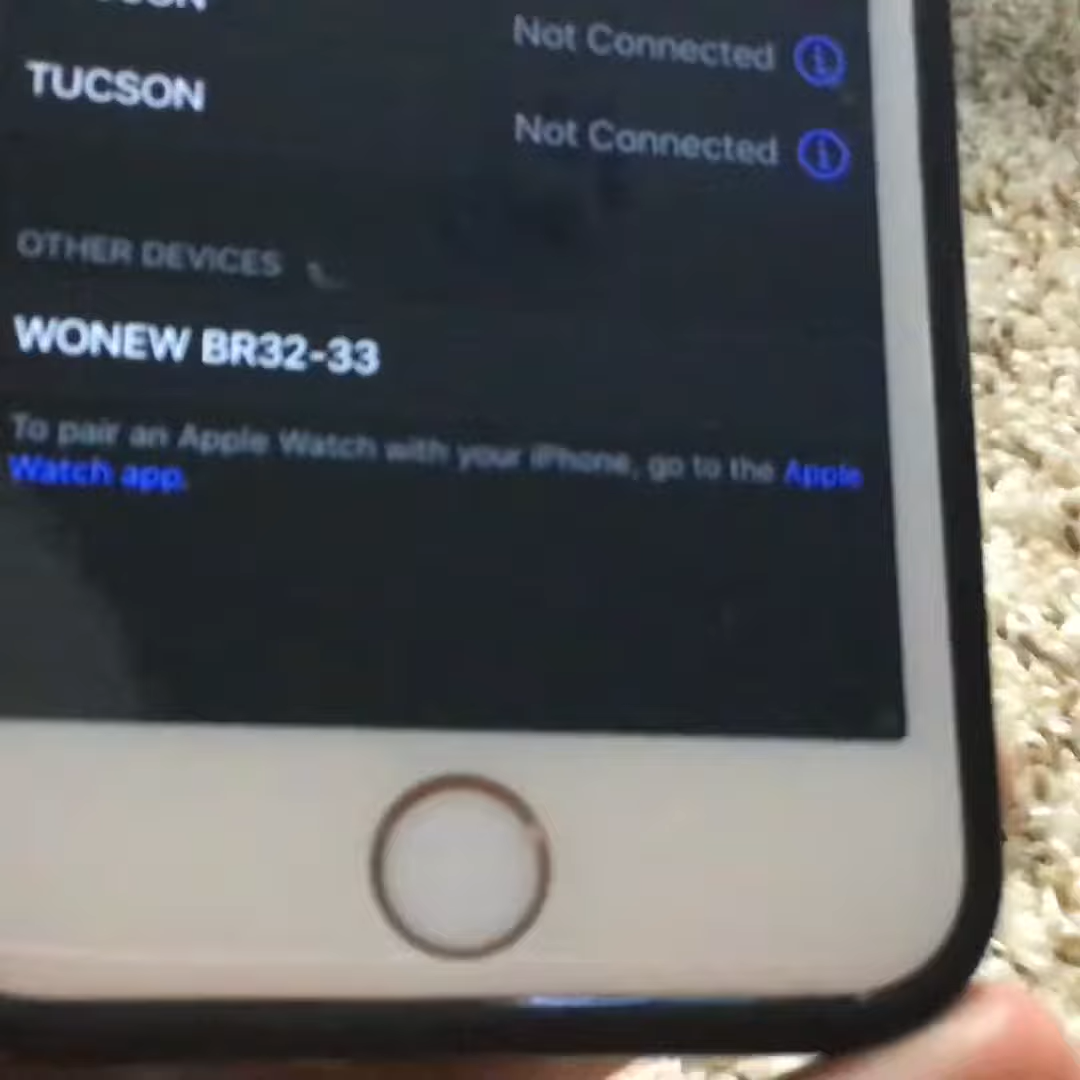 Not Connected
TUCSON
Not Connected
OTHER DEVICES
WONEW BR32-33
To pair an Apple Watch with your iPhone, go to the Apple
Watch app.